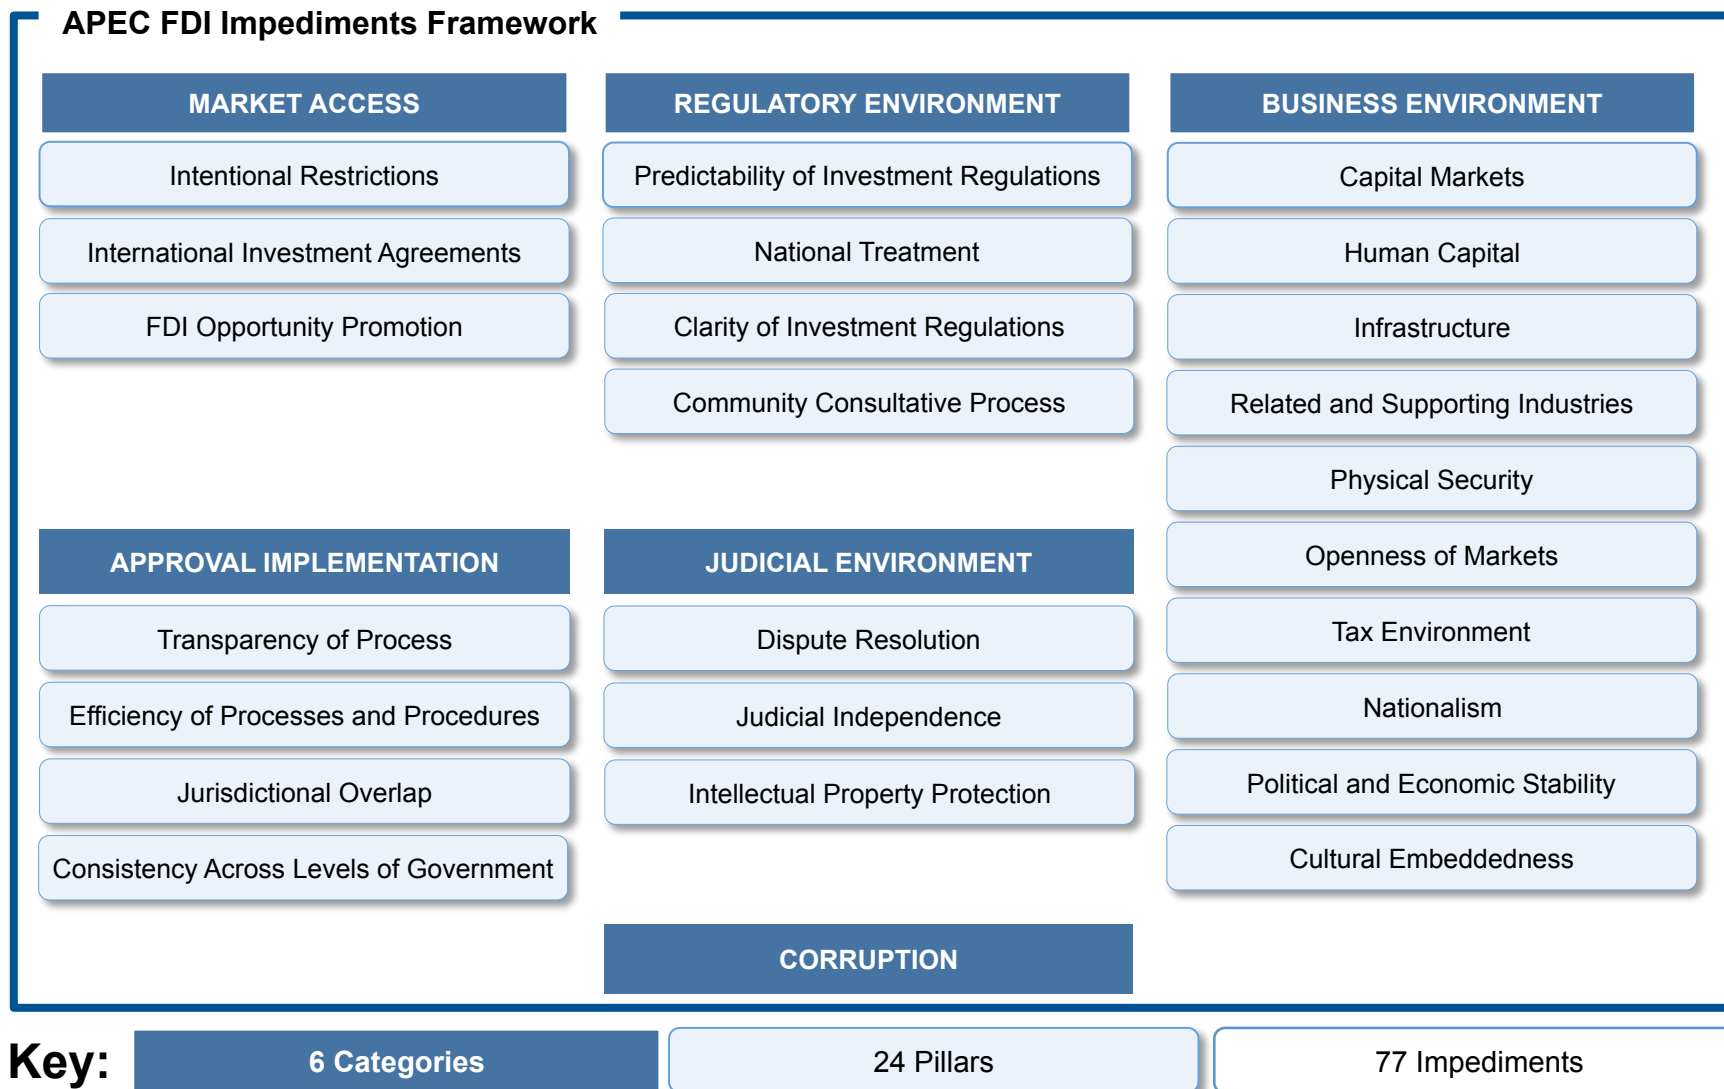 APEC FDI Impediments Framework
MARKET ACCESS
Intentional Restrictions
International Investment Agreements
FDI Opportunity Promotion
REGULATORY ENVIRONMENT
Predictability of Investment Regulations
National Treatment
Clarity of Investment Regulations
Community Consultative Process
BUSINESS ENVIRONMENT
Capital Markets
Human Capital
Infrastructure
Related and Supporting Industries
Physical Security
Openness of Markets
Tax Environment
Nationalism
Political and Economic Stability
Cultural Embeddedness
APPROVAL IMPLEMENTATION
Transparency of Process
Efficiency of Processes and Procedures
Jurisdictional Overlap
Consistency Across Levels of Government
JUDICIAL ENVIRONMENT
Dispute Resolution
Judicial Independence
Intellectual Property Protection
CORRUPTION
Key:
6 Categories
24 Pillars
77 Impediments